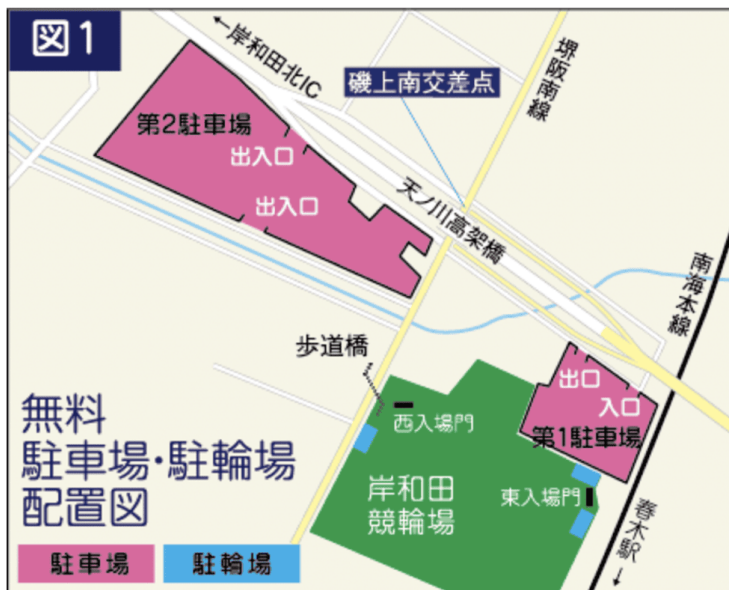 図1
←岸和田北IC
磯上南交差点
堺阪南線
第2駐車場
出入口
出入口
天ノ川高架橋
南海本線
歩道橋
出口
入口
第1駐車場
西入場門
岸和田
競輪場
東入場門
春木駅
↓
無料
駐車場・駐輪場
配置図
駐車場
駐輪場